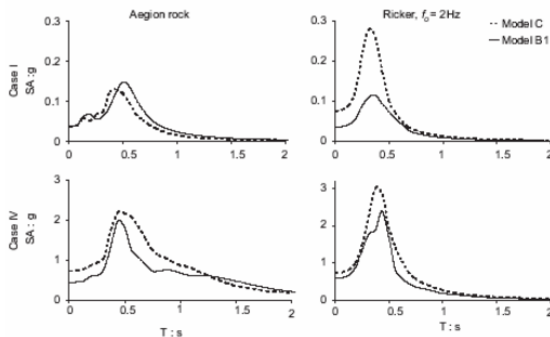 Aegion rock
Ricker, f₀ = 2Hz
Model C
Model B1
Case I
SA : g
0.3
0.2
0.1
0
0 0.5 1 1.5 2
0.3
0.2
0.1
0
0 0.5 1 1.5 2
Case IV
SA : g
3
2
1
0
0 0.5 1 1.5 2
T : s
3
2
1
0
0 0.5 1 1.5 2
T : s